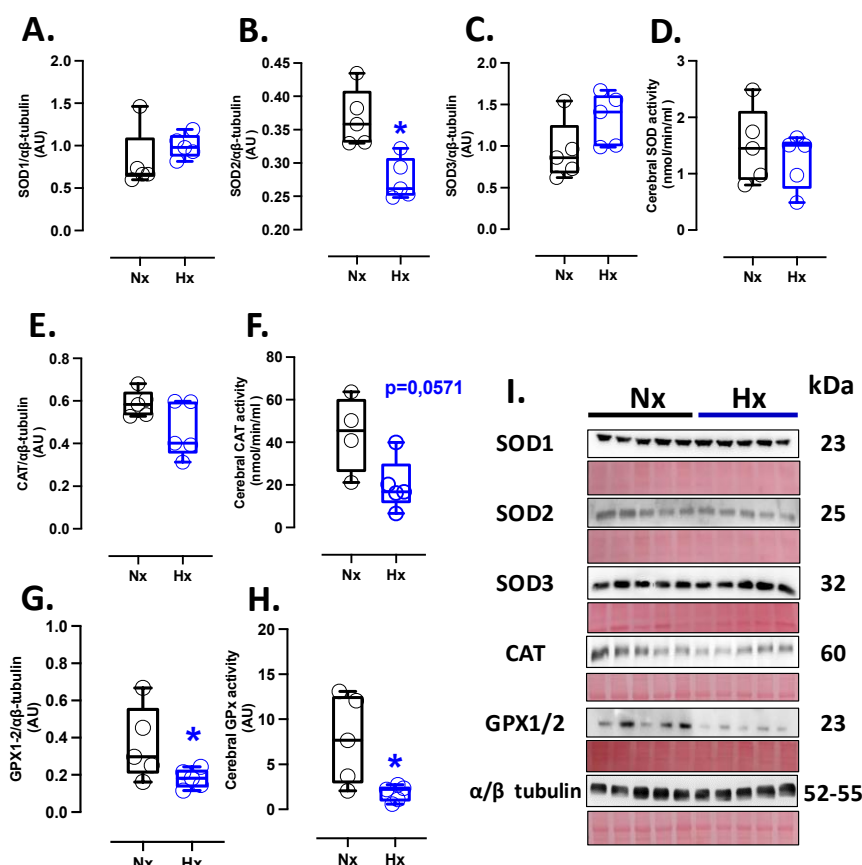 A.
SOD1/αβ-tubulin
(AU)
2.0
1.5
1.0
0.5
0.0
Nx Hx
B.
SOD2/αβ-tubulin
(AU)
0.45
0.40
0.35
0.30
0.25
0.20
*
Nx Hx
C.
SOD3/αβ-tubulin
(AU)
2.0
1.5
1.0
0.5
0.0
Nx Hx
D.
Cerebral SOD activity
(nmol/min/ml)
3
2
1
0
Nx Hx
E.
CAT/αβ-tubulin
(AU)
0.8
0.6
0.4
0.2
0.0
Nx Hx
F.
Cerebral CAT activity
(nmol/min/ml)
80
60
40
20
0
p=0,0571
Nx Hx
G.
GPX1-2/αβ-tubulin
(AU)
1.0
0.8
0.6
0.4
0.2
0.0
*
Nx Hx
H.
Cerebral GPx activity
(nmol/min/ml)
20
15
10
5
0
*
Nx Hx
I.
Nx Hx kDa
SOD1 23
SOD2 25
SOD3 32
CAT 60
GPX1/2 23
α/β tubulin 52-55